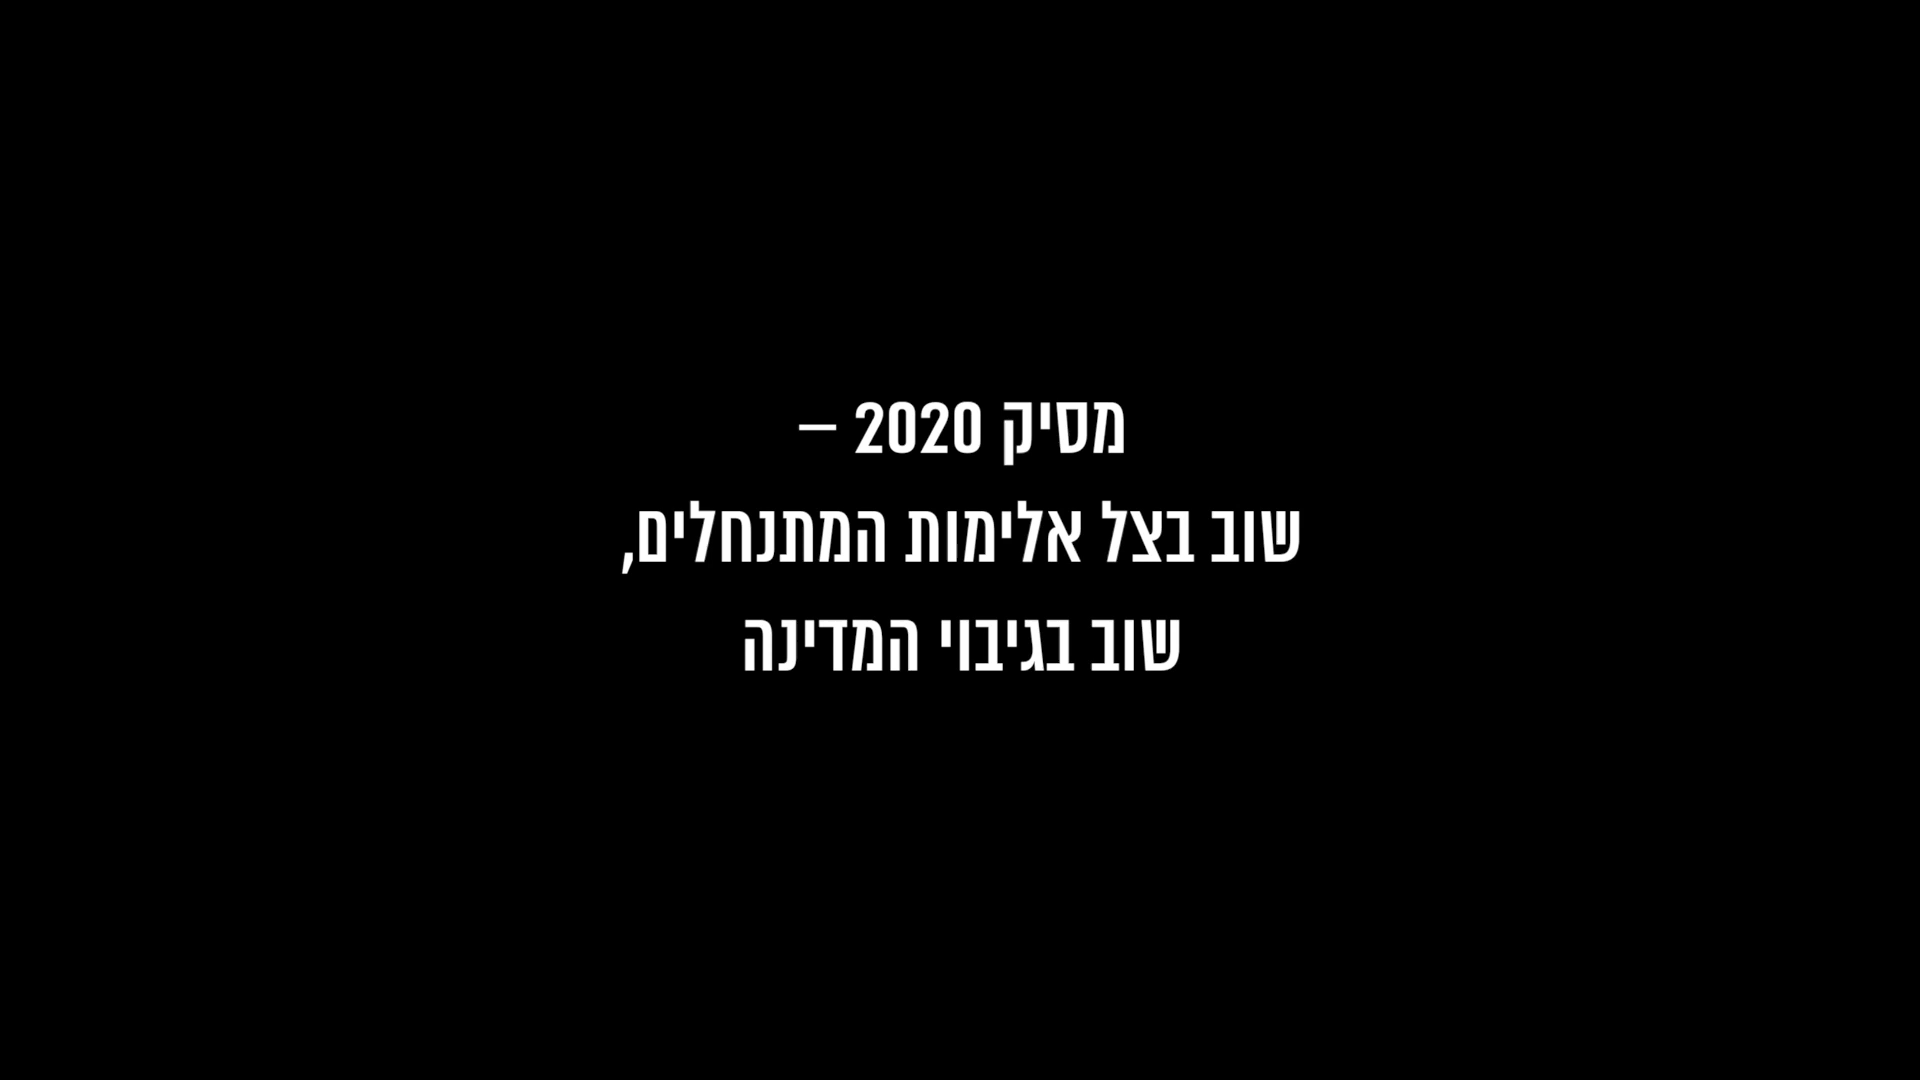 מסיק 2020 –
שוב בצל אלימות המתנחלים,
שוב בגיבוי המדינה